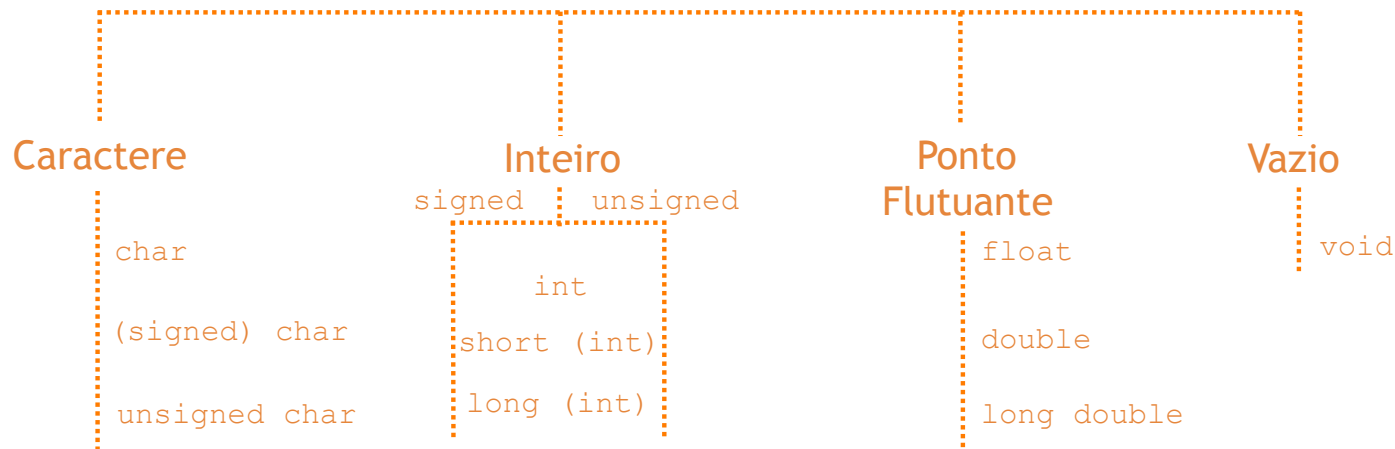 Caractere
char
(signed) char
unsigned char
Inteiro
signed unsigned
int
short (int)
long (int)
Ponto
Flutuante
float
double
long double
Vazio
void